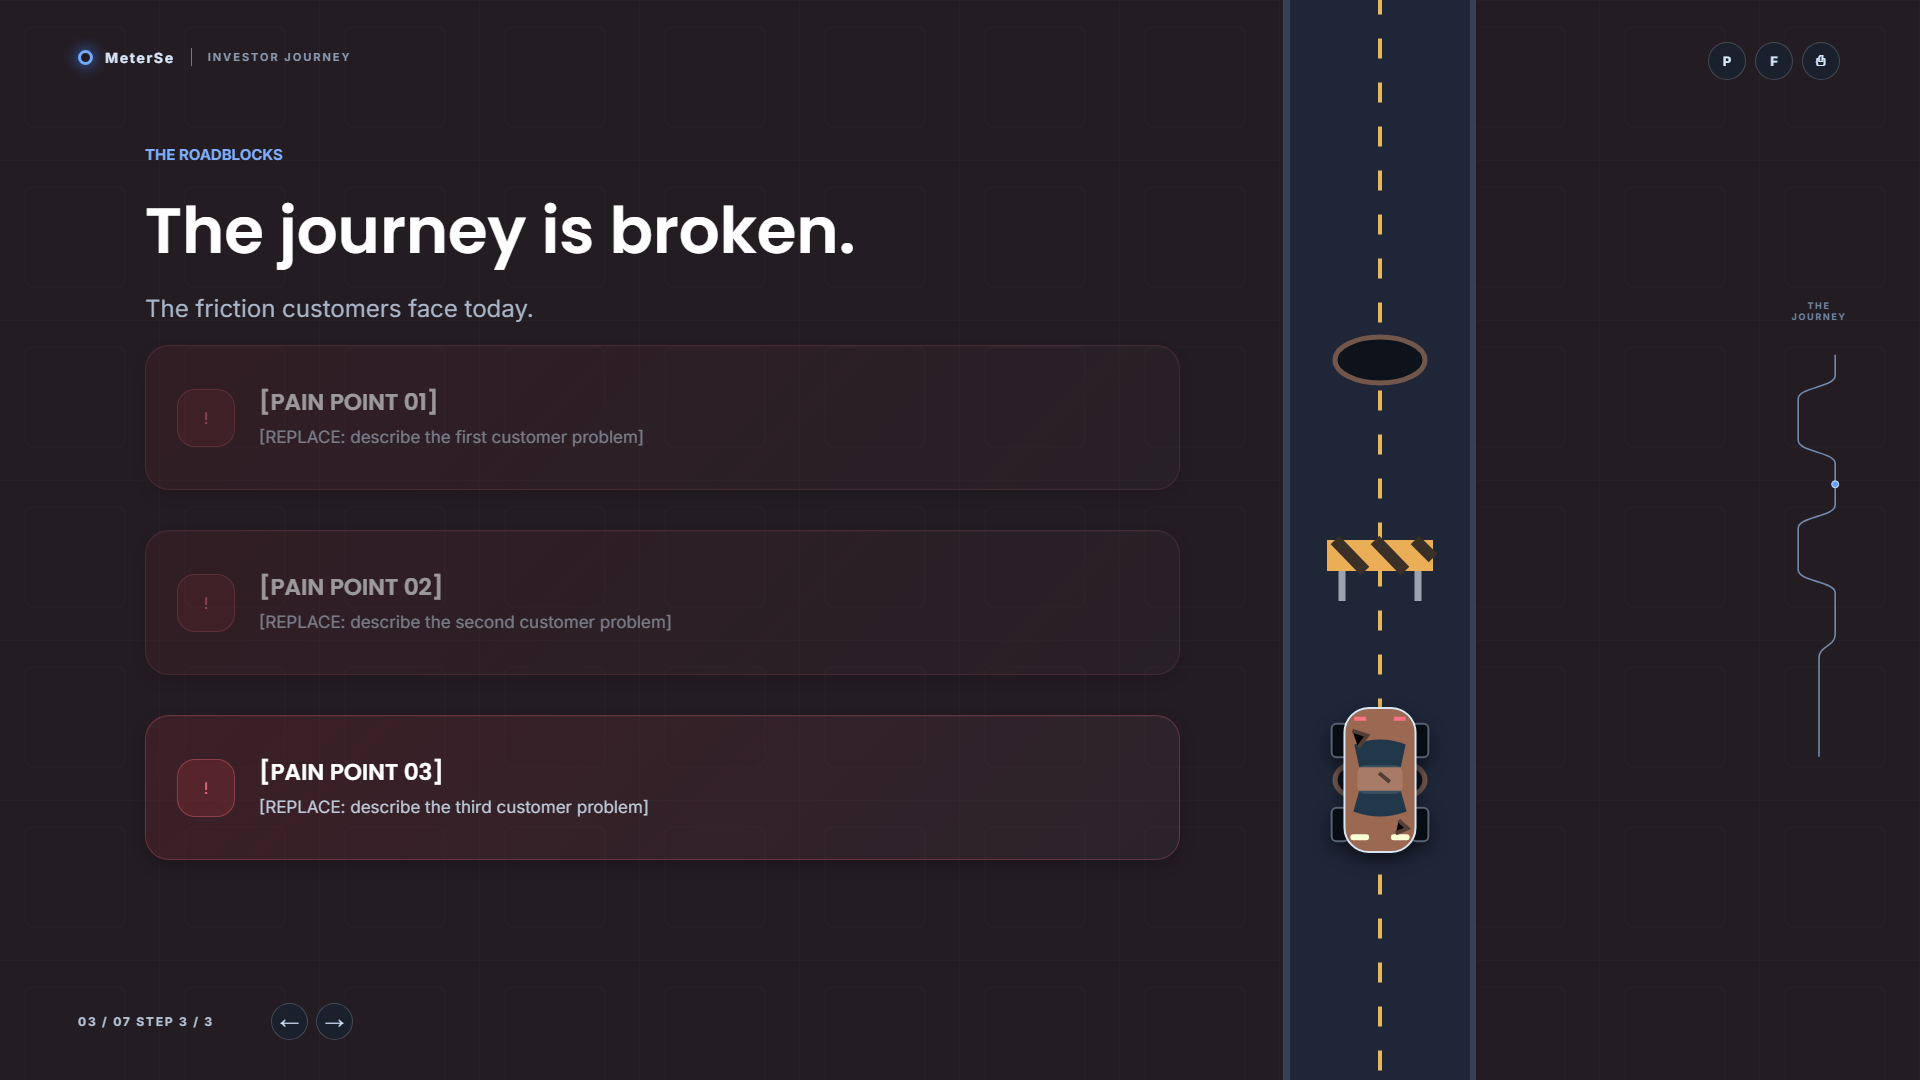 MeterSe
INVESTOR JOURNEY
P F
THE ROADBLOCKS
The journey is broken.
The friction customers face today.
THE
JOURNEY
!
[PAIN POINT 01]
[REPLACE: describe the first customer problem]
!
[PAIN POINT 02]
[REPLACE: describe the second customer problem]
!
[PAIN POINT 03]
[REPLACE: describe the third customer problem]
03 / 07 STEP 3 / 3 ← →